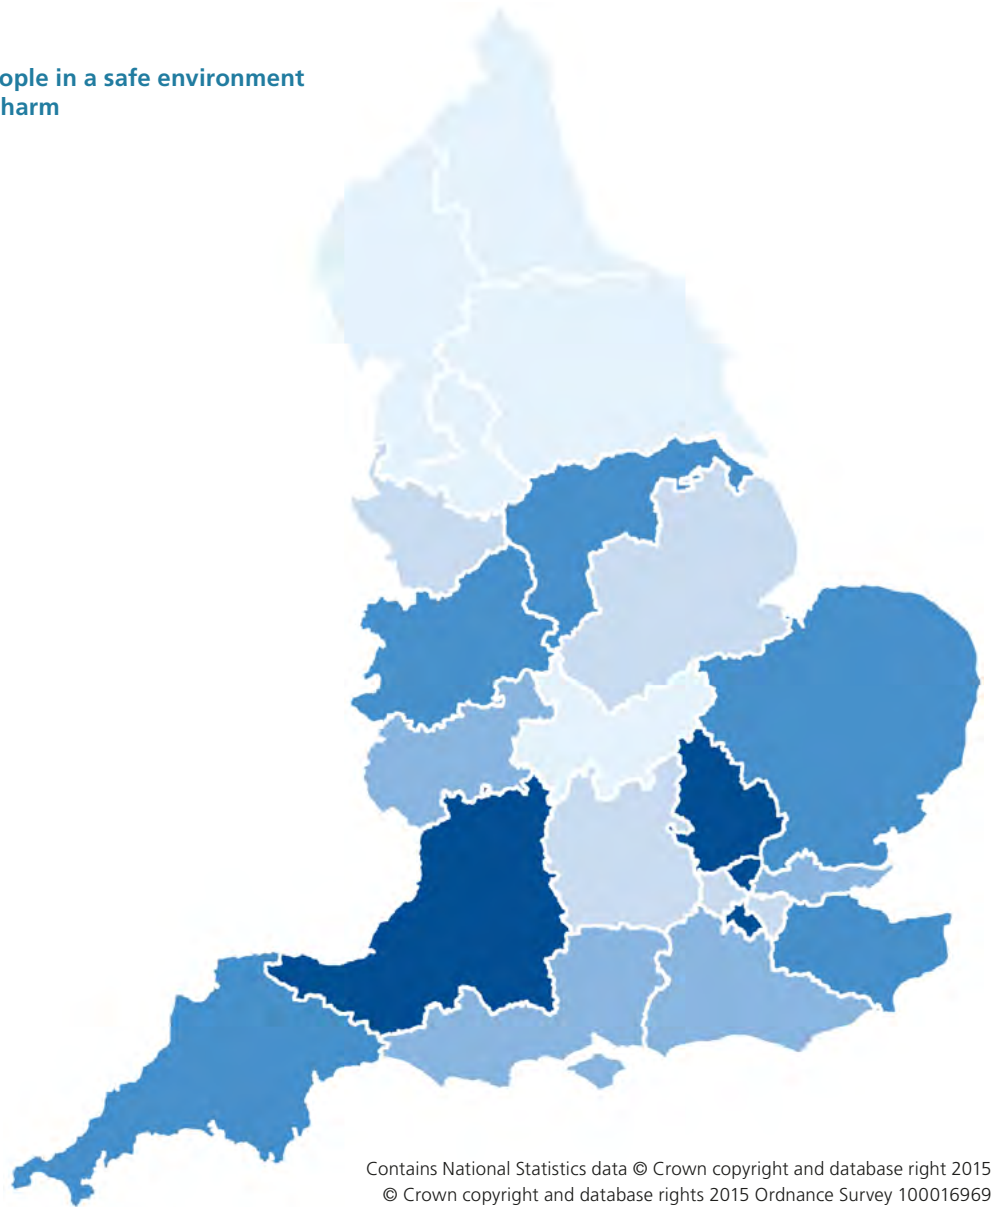 ople in a safe environment
harm
Contains National Statistics data © Crown copyright and database right 2015
© Crown copyright and database rights 2015 Ordnance Survey 100016969